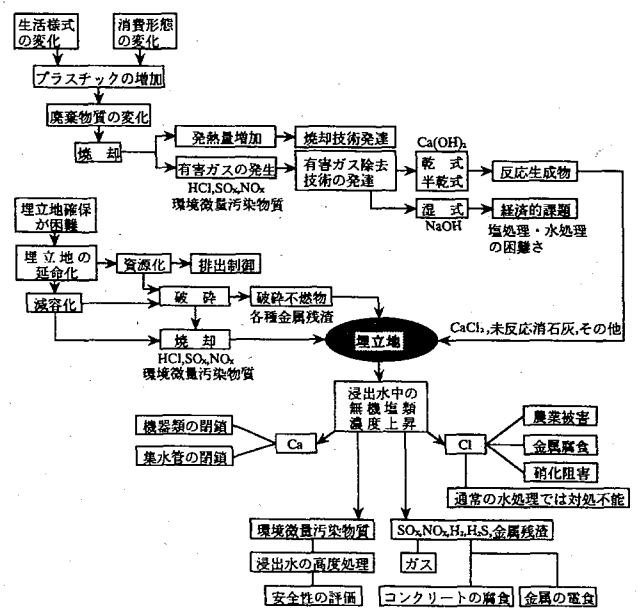 生活様式
の変化
消費形態
の変化
プラスチックの増加
廃棄物質の変化
焼却
発熱量増加
焼却技術発達
有害ガスの発生
HCl,SOx,NOx
環境微量汚染物質
有害ガス除去
技術の発達
Ca(OH)₂
乾式
半乾式
反応生成物
湿式
NaOH
経済的課題
塩処理・水処理
の困難さ
埋立地確保
が困難
埋立地の
延命化
資源化
排出制御
減容化
破砕
破砕不燃物
各種金属残渣
焼却
HCl,SOx,NOx
環境微量汚染物質
埋立地
CaCl₂,未反応消石灰,その他
浸出水中の
無機塩類
濃度上昇
機器類の閉鎖
集水管の閉鎖
Ca
Cl
農業被害
金属腐食
硝化阻害
通常の水処理では対処不能
環境微量汚染物質
浸出水の高度処理
安全性の評価
SOx,NOx,H₂,H₂S,金属残渣
ガス
コンクリートの腐食
金属の電食